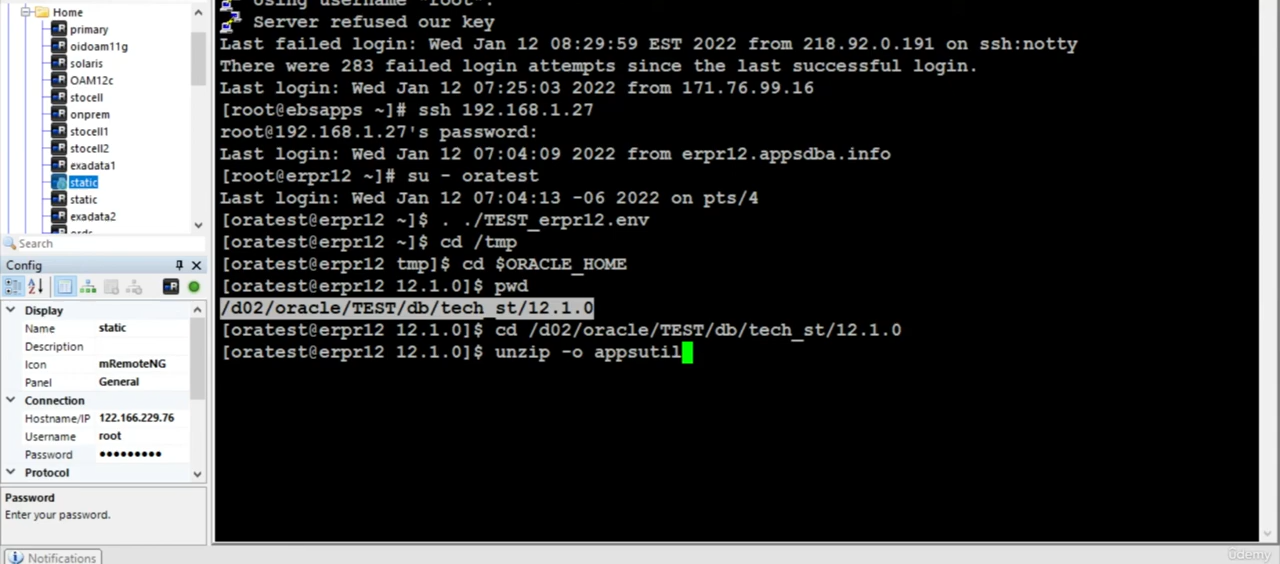 Home
primary
oidoam11g
solaris
OAM12c
stocell
onprem
stocell1
stocell2
exadata1
static
static
exadata2
Search
Config
Display
Name static
Description
Icon mRemoteNG
Panel General
Connection
Hostname/IP 122.166.229.76
Username root
Password ●●●●●●●●●
Protocol
Password
Enter your password.
Notifications
Using username "root".
Server refused our key
Last failed login: Wed Jan 12 08:29:59 EST 2022 from 218.92.0.191 on ssh:notty
There were 283 failed login attempts since the last successful login.
Last login: Wed Jan 12 07:25:03 2022 from 171.76.99.16
[root@ebsapps ~]# ssh 192.168.1.27
root@192.168.1.27's password:
Last login: Wed Jan 12 07:04:09 2022 from erpr12.appsdba.info
[root@erpr12 ~]# su - oratest
Last login: Wed Jan 12 07:04:13 -06 2022 on pts/4
[oratest@erpr12 ~]$ . ./TEST_erpr12.env
[oratest@erpr12 ~]$ cd /tmp
[oratest@erpr12 tmp]$ cd $ORACLE_HOME
[oratest@erpr12 12.1.0]$ pwd
/d02/oracle/TEST/db/tech_st/12.1.0
[oratest@erpr12 12.1.0]$ cd /d02/oracle/TEST/db/tech_st/12.1.0
[oratest@erpr12 12.1.0]$ unzip -o appsutil
ûdemy